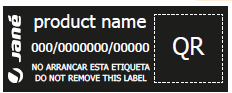 Jané
product name
000/0000000/00000
NO ARRANCAR ESTA ETIQUETA
DO NOT REMOVE THIS LABEL
QR